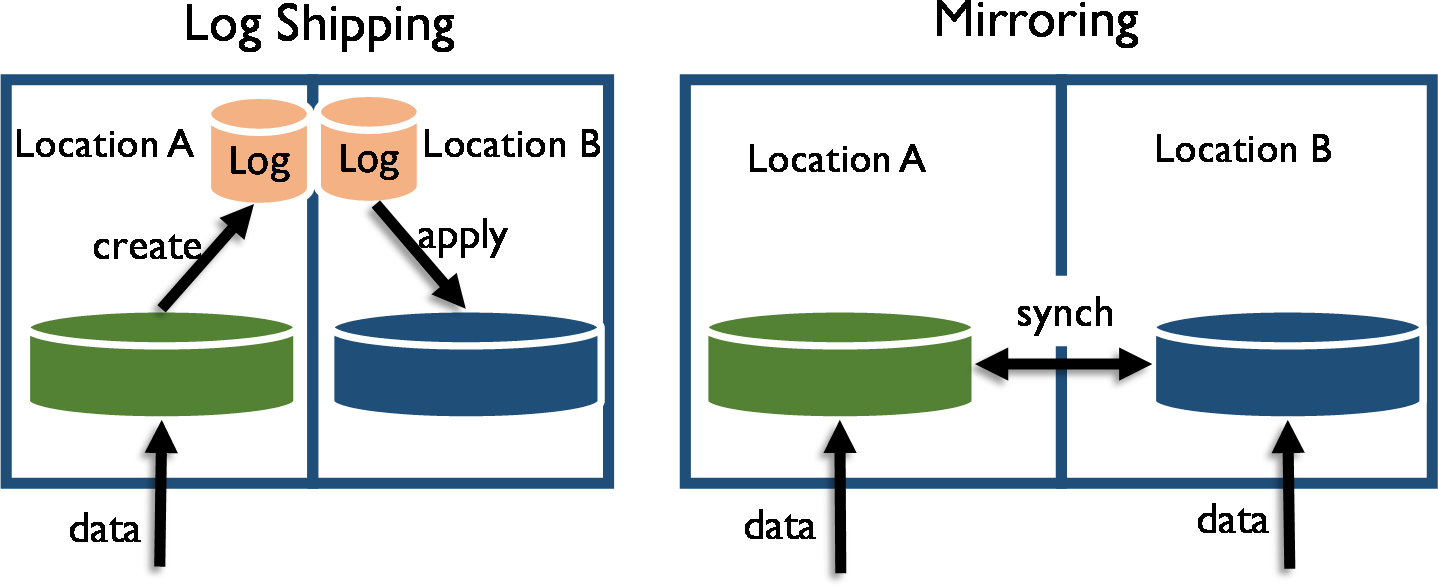 Log Shipping
Location A
Log
Log
Location B
create
apply
data
Mirroring
Location A
Location B
synch
data
data